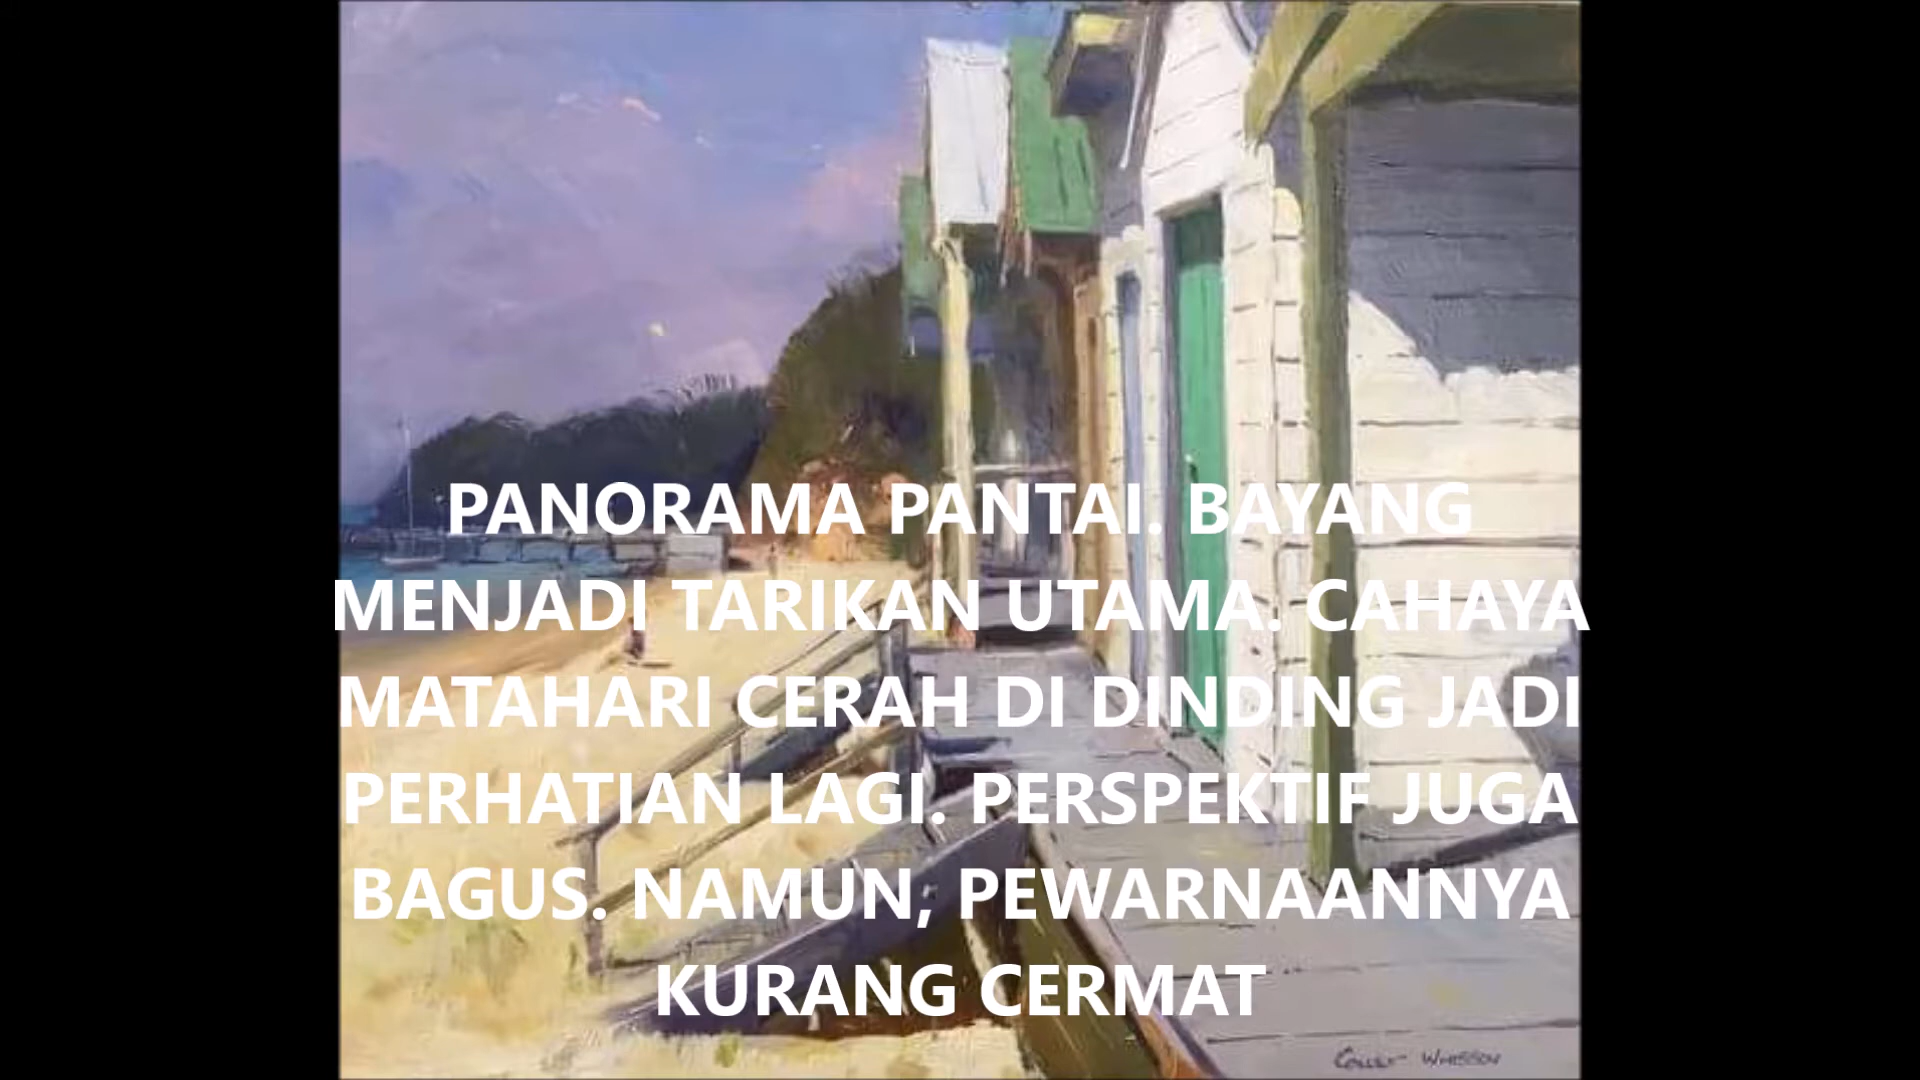 PANORAMA PANTAI. BAYANG
MENJADI TARIKAN UTAMA. CAHAYA
MATAHARI CERAH DI DINDING JADI
PERHATIAN LAGI. PERSPEKTIF JUGA
BAGUS. NAMUN, PEWARNAANNYA
KURANG CERMAT